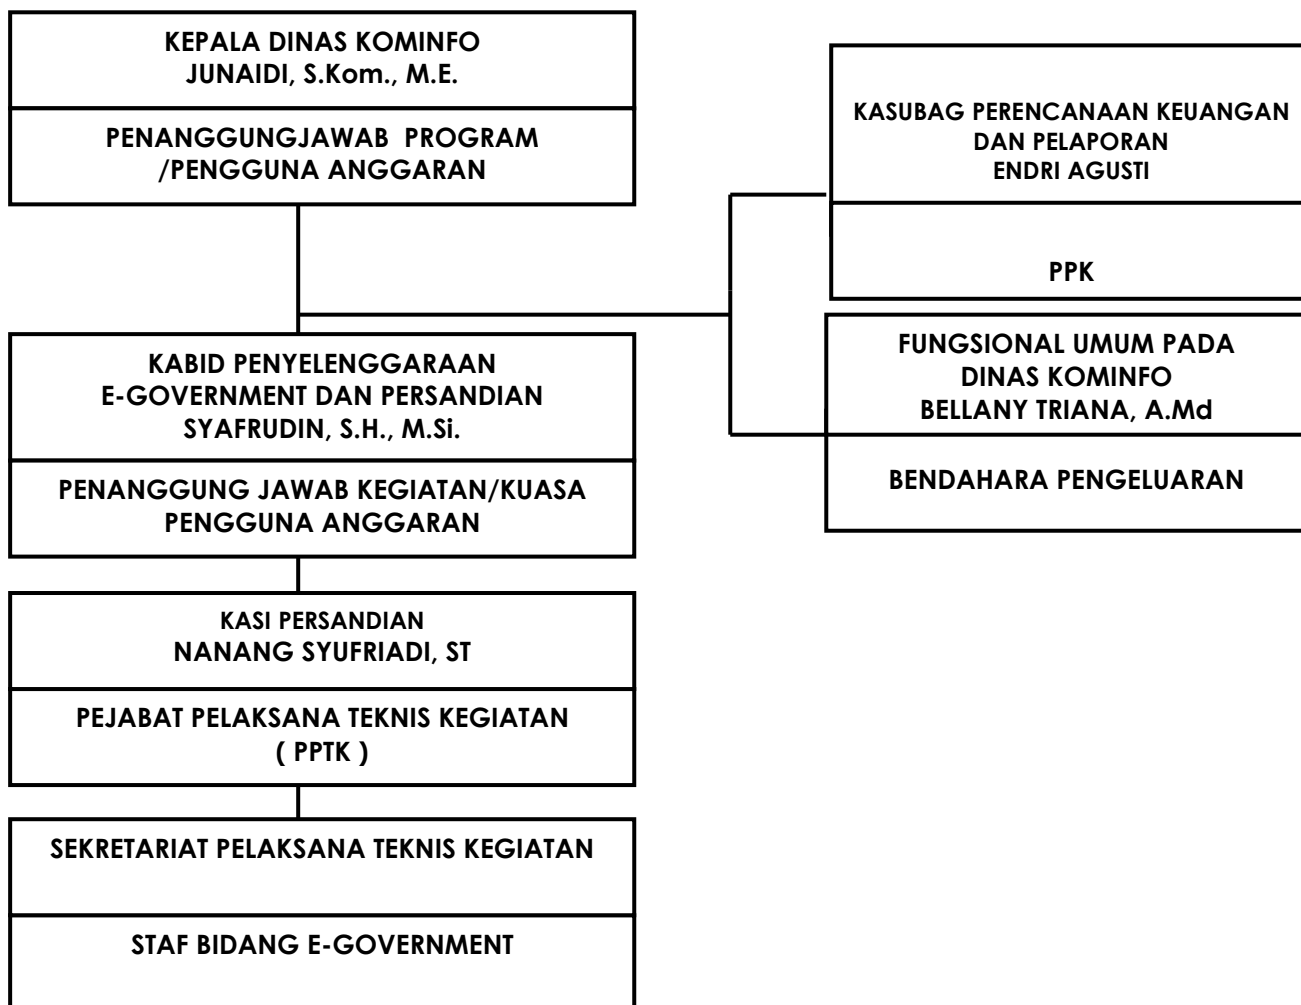 KEPALA DINAS KOMINFO
JUNAIDI, S.Kom., M.E.
PENANGGUNGJAWAB  PROGRAM
/PENGGUNA ANGGARAN
KASUBAG PERENCANAAN KEUANGAN
DAN PELAPORAN
ENDRI AGUSTI
PPK
KABID PENYELENGGARAAN
E-GOVERNMENT DAN PERSANDIAN
SYAFRUDIN, S.H., M.Si.
PENANGGUNG JAWAB KEGIATAN/KUASA
PENGGUNA ANGGARAN
FUNGSIONAL UMUM PADA
DINAS KOMINFO
BELLANY TRIANA, A.Md
BENDAHARA PENGELUARAN
KASI PERSANDIAN
NANANG SYUFRIADI, ST
PEJABAT PELAKSANA TEKNIS KEGIATAN
( PPTK )
SEKRETARIAT PELAKSANA TEKNIS KEGIATAN
STAF BIDANG E-GOVERNMENT